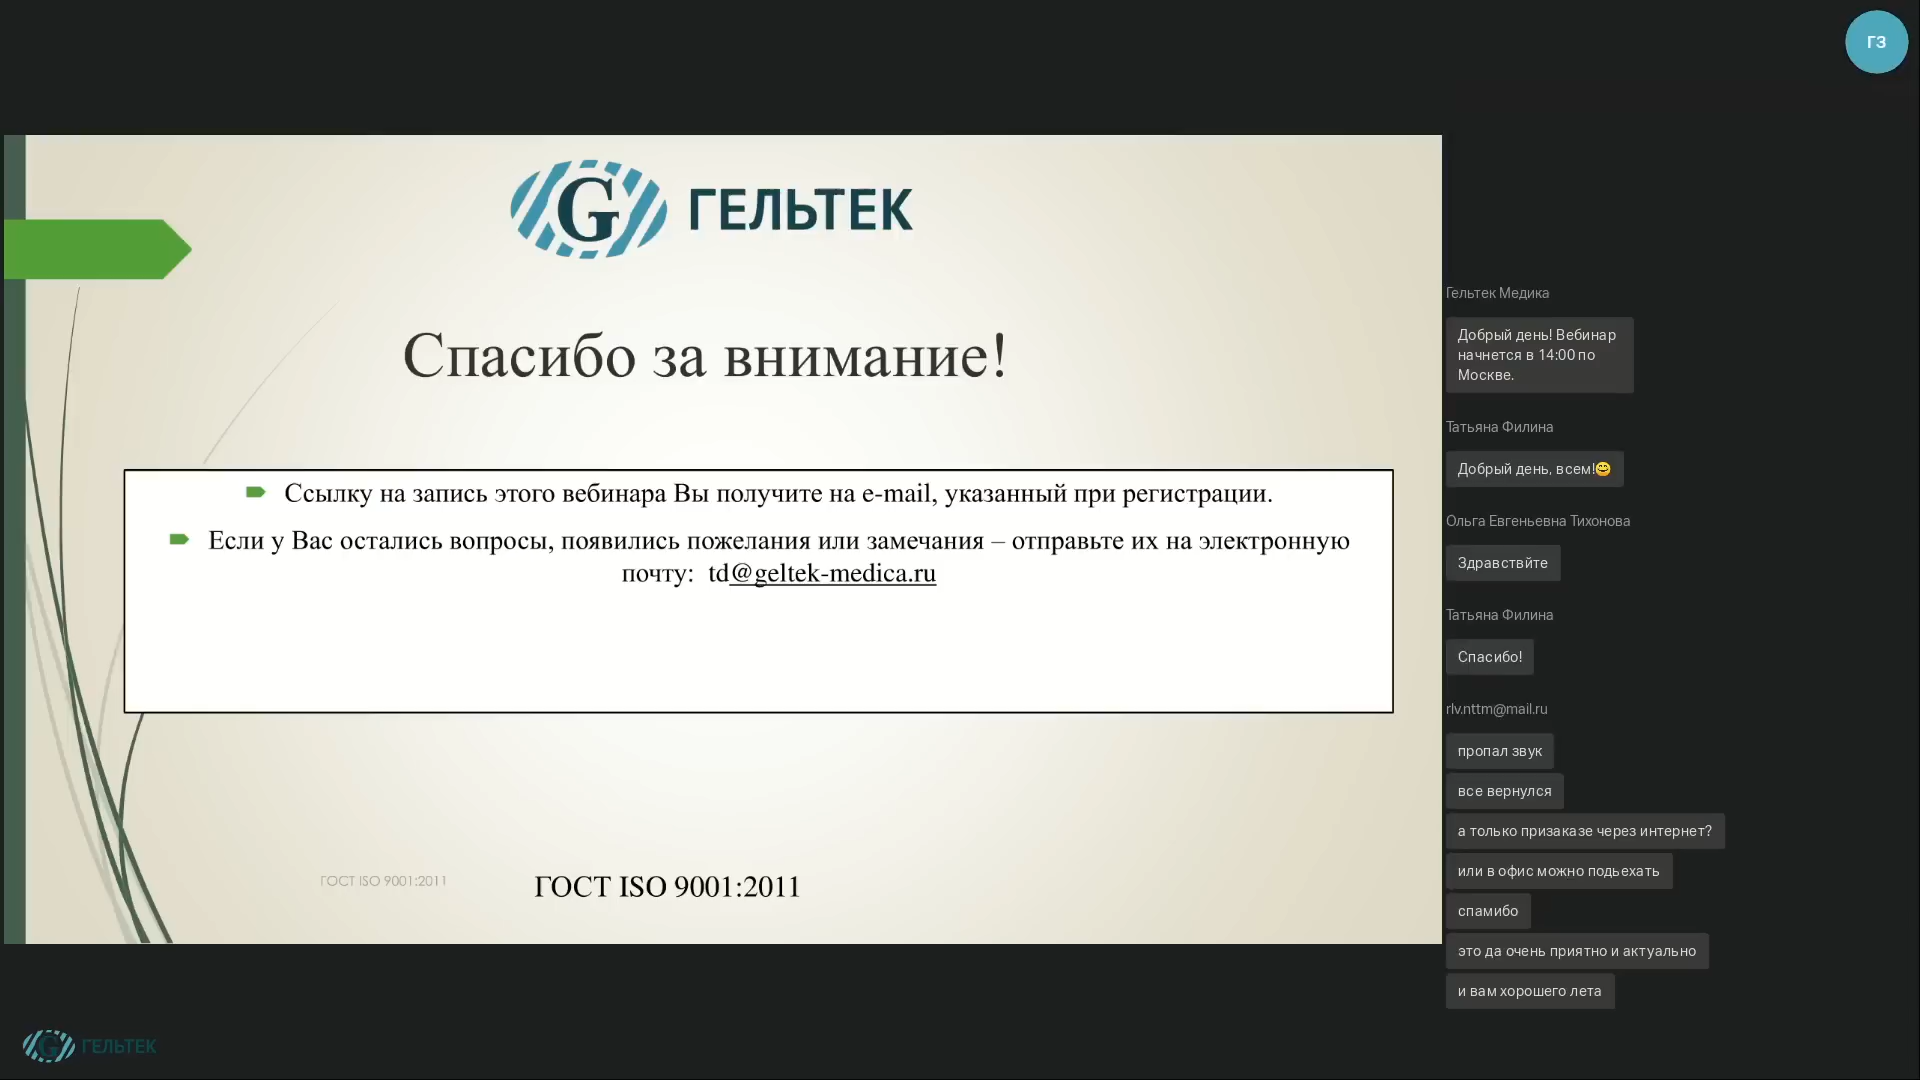 ГЗ
G ГЕЛЬТЕК
Спасибо за внимание!
Ссылку на запись этого вебинара Вы получите на e-mail, указанный при регистрации.
Если у Вас остались вопросы, появились пожелания или замечания – отправьте их на электронную
почту: td@geltek-medica.ru
ГОСТ ISO 9001:2011
ГОСТ ISO 9001:2011
Гельтек Медика
Добрый день! Вебинар
начнется в 14:00 по
Москве.
Татьяна Филина
Добрый день, всем!😊
Ольга Евгеньевна Тихонова
Здравствйте
Татьяна Филина
Спасибо!
rlv.nttm@mail.ru
пропал звук
все вернулся
а только призаказе через интернет?
или в офис можно подьехать
спамибо
это да очень приятно и актуально
и вам хорошего лета
G ГЕЛЬТЕК